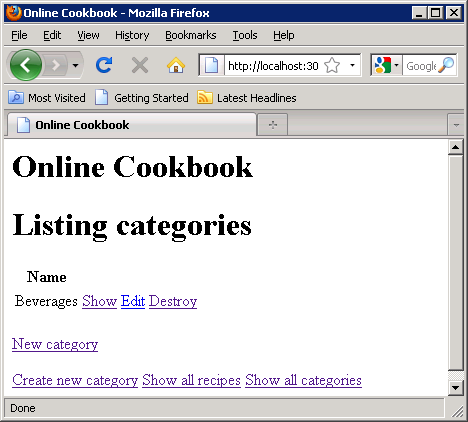 Online Cookbook - Mozilla Firefox
File Edit View History Bookmarks Tools Help
http://localhost:30 Google
Most Visited Getting Started Latest Headlines
Online Cookbook
Online Cookbook
Listing categories
Name
Beverages Show Edit Destroy
New category
Create new category Show all recipes Show all categories
Done